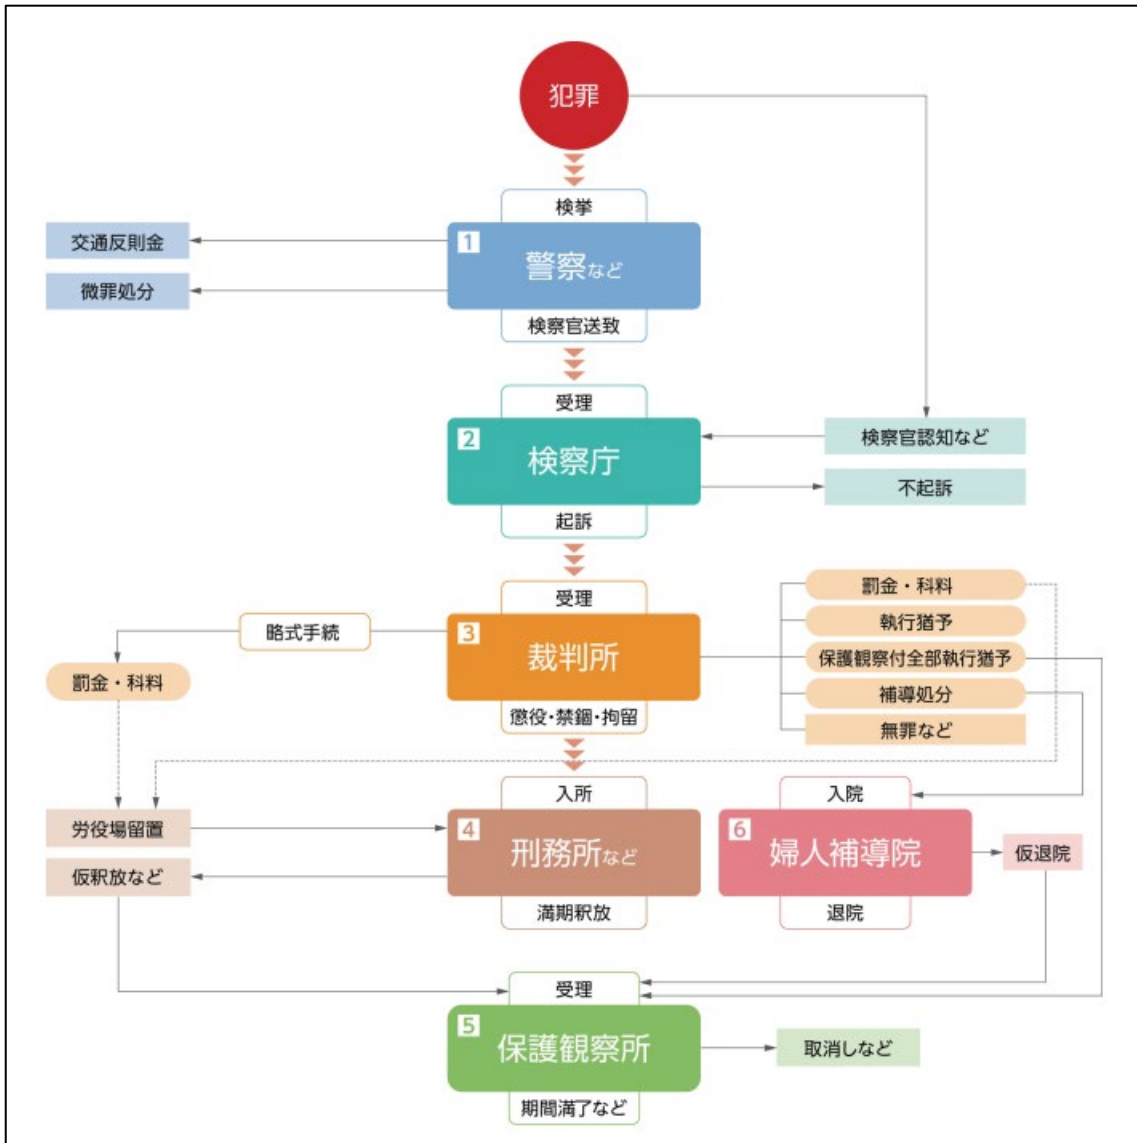 犯罪
検挙
1
警察など
交通反則金
微罪処分
検察官送致
受理
2
検察庁
検察官認知など
不起訴
起訴
受理
3
裁判所
略式手続
罰金・科料
罰金・科料
執行猶予
保護観察付全部執行猶予
補導処分
無罪など
懲役・禁錮・拘留
入所
4
刑務所など
労役場留置
仮釈放など
満期釈放
入院
6
婦人補導院
仮退院
退院
受理
5
保護観察所
取消しなど
期間満了など